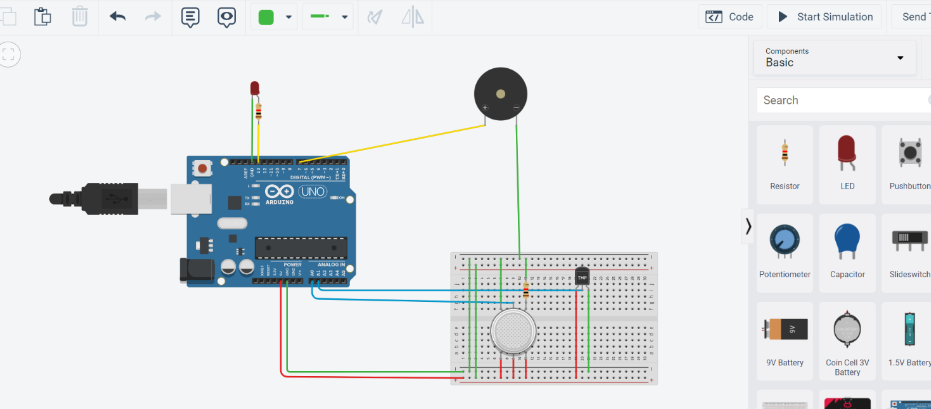 Code
Start Simulation
Send
Components
Basic
Search
Resistor
LED
Pushbutton
Potentiometer
Capacitor
Slideswitch
9V Battery
Coin Cell 3V
Battery
1.5V Battery
DIGITAL (PWM~)
UNO
ARDUINO
POWER
ANALOG IN
TMP
9V